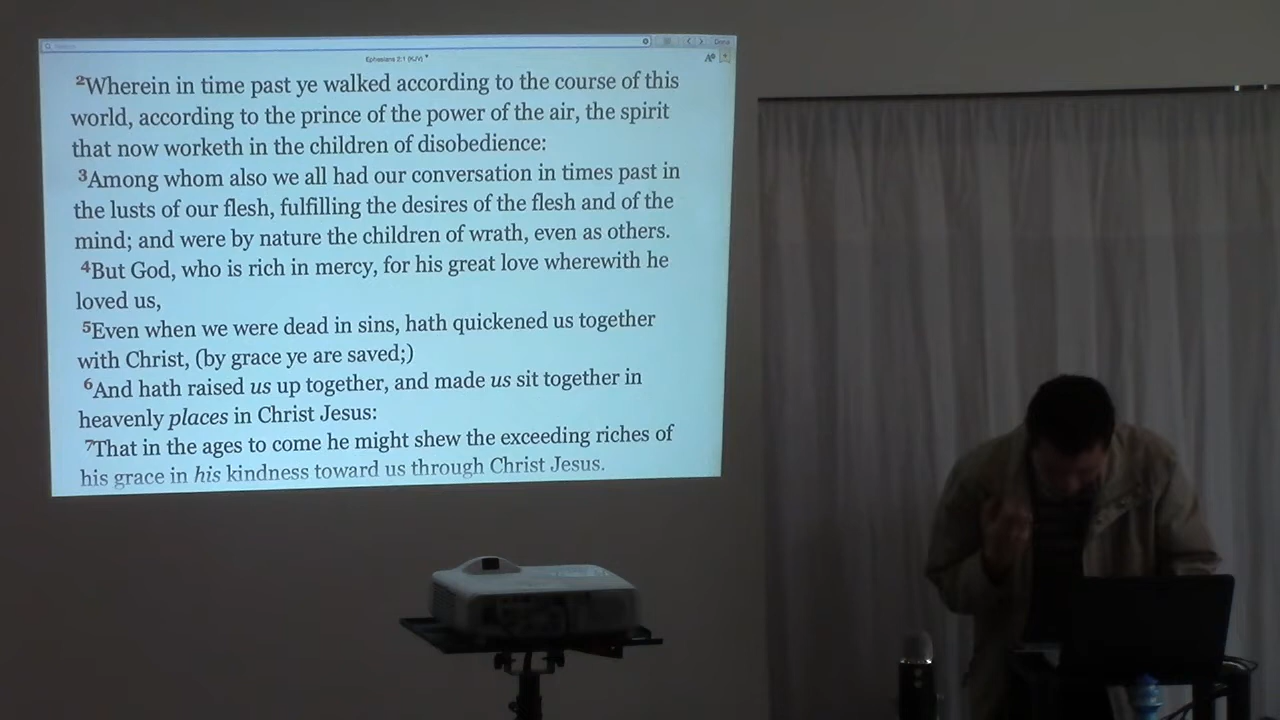 Search
Done
Ephesians 2:1 (KJV)
2Wherein in time past ye walked according to the course of this
world, according to the prince of the power of the air, the spirit
that now worketh in the children of disobedience:
3Among whom also we all had our conversation in times past in
the lusts of our flesh, fulfilling the desires of the flesh and of the
mind; and were by nature the children of wrath, even as others.
4But God, who is rich in mercy, for his great love wherewith he
loved us,
5Even when we were dead in sins, hath quickened us together
with Christ, (by grace ye are saved;)
6And hath raised us up together, and made us sit together in
heavenly places in Christ Jesus:
7That in the ages to come he might shew the exceeding riches of
his grace in his kindness toward us through Christ Jesus.